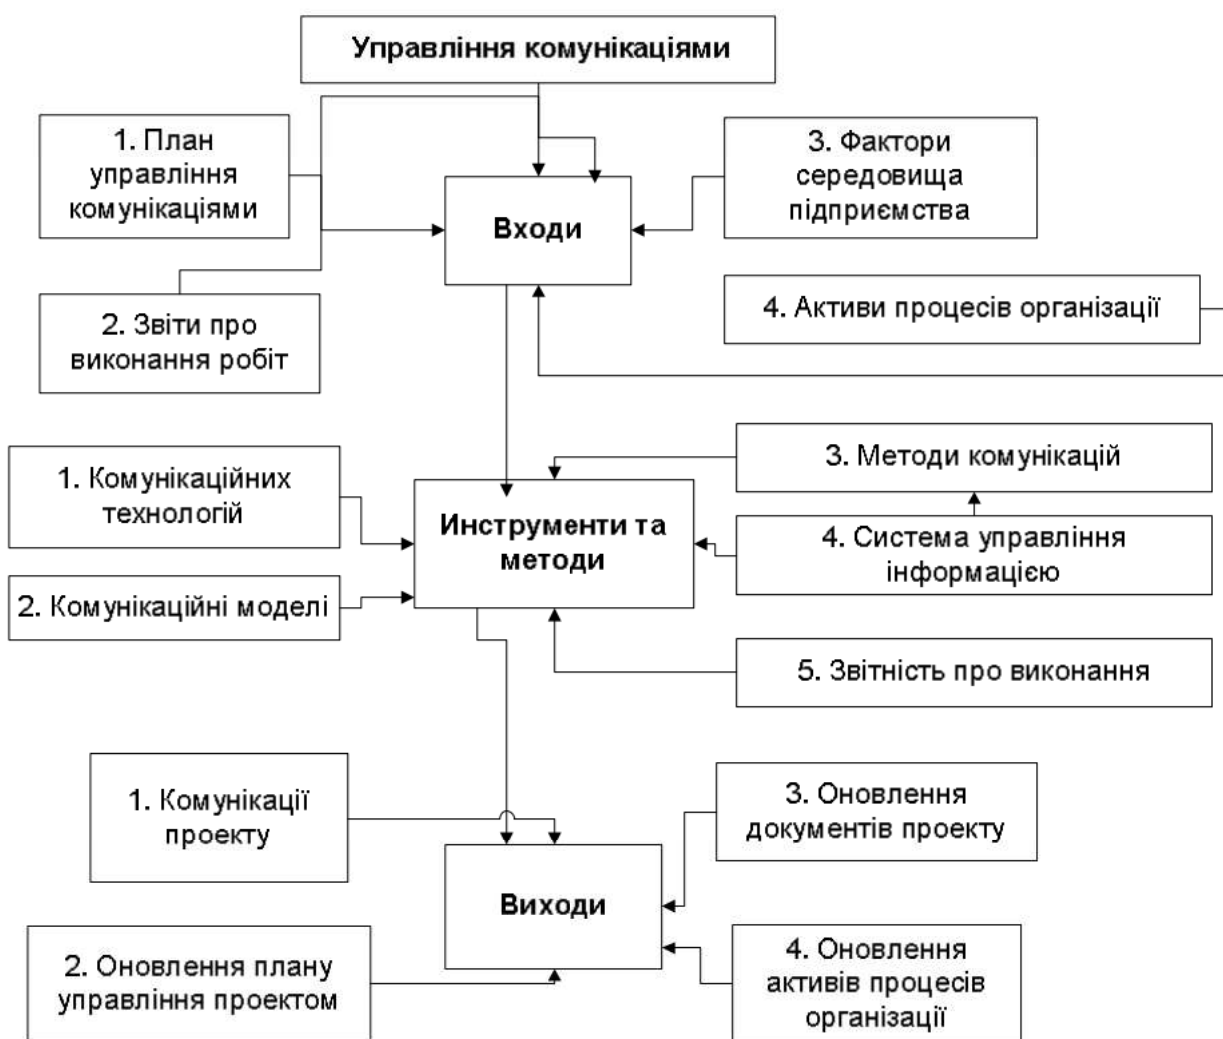 Управління комунікаціями
1. План
управління
комунікаціями
3. Фактори
середовища
підприємства
Входи
2. Звіти про
виконання робіт
4. Активи процесів організації
1. Комунікаційних
технологій
3. Методи комунікацій
Инструменти та
методи
4. Система управління
інформацією
2. Комунікаційні моделі
5. Звітність про виконання
1. Комунікації
проекту
3. Оновлення
документів проекту
Виходи
2. Оновлення плану
управління проектом
4. Оновлення
активів процесів
організації